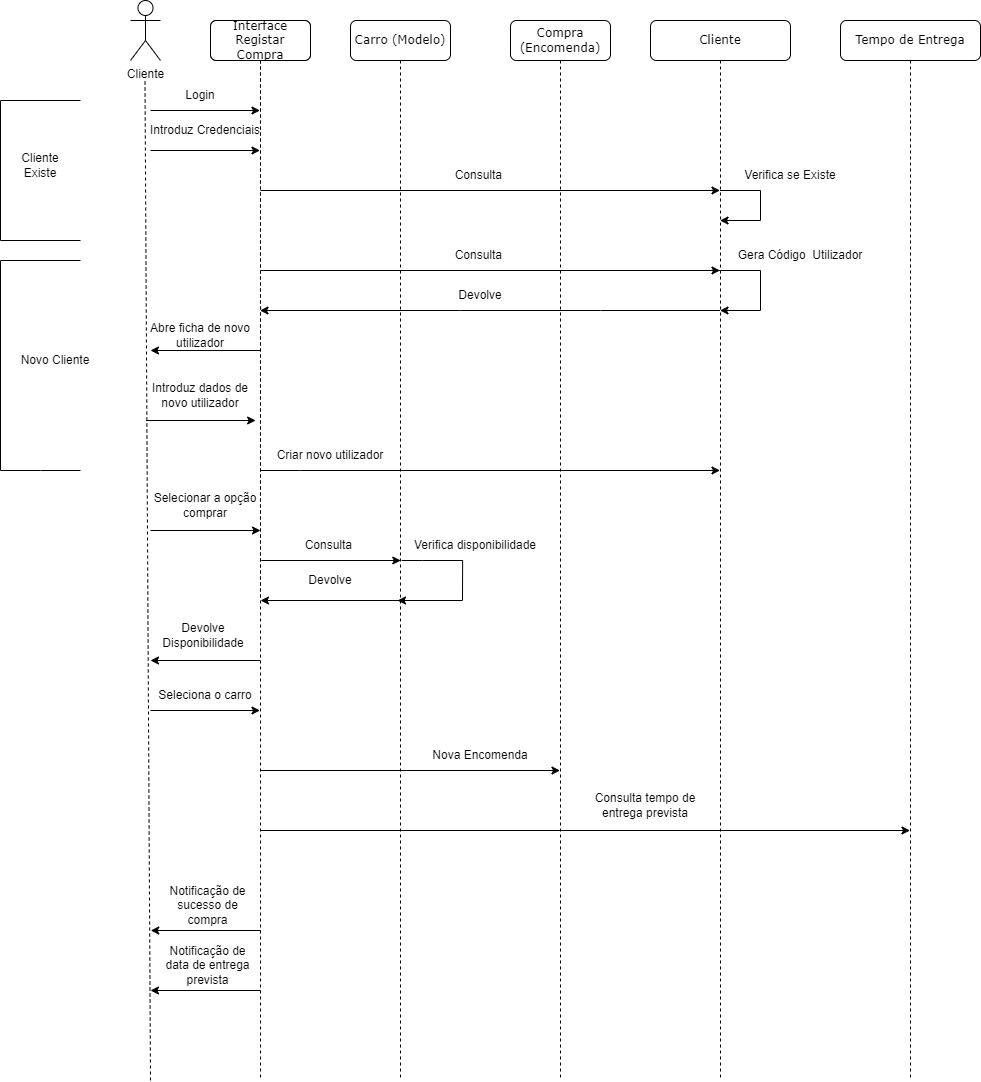 Interface
Registar
Compra
Carro (Modelo)
Compra
(Encomenda)
Cliente
Tempo de Entrega
Cliente
Login
Introduz Credenciais
Cliente
Existe
Consulta
Verifica se Existe
Consulta
Gera Código Utilizador
Devolve
Abre ficha de novo
utilizador
Novo Cliente
Introduz dados de
novo utilizador
Criar novo utilizador
Selecionar a opção
comprar
Consulta
Verifica disponibilidade
Devolve
Devolve
Disponibilidade
Seleciona o carro
Nova Encomenda
Consulta tempo de
entrega prevista
Notificação de
sucesso de
compra
Notificação de
data de entrega
prevista